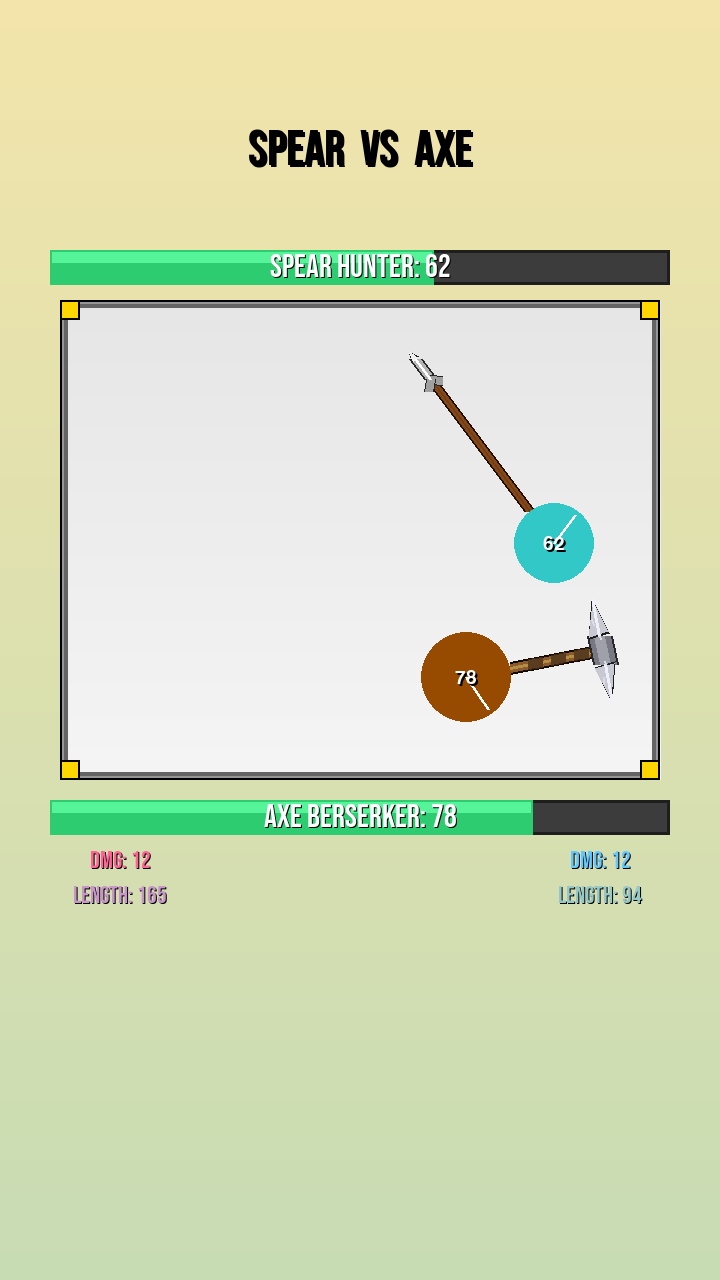 SPEAR VS AXE
SPEAR HUNTER: 62
62
78
AXE BERSERKER: 78
DMG: 12
DMG: 12
LENGTH: 165
LENGTH: 94